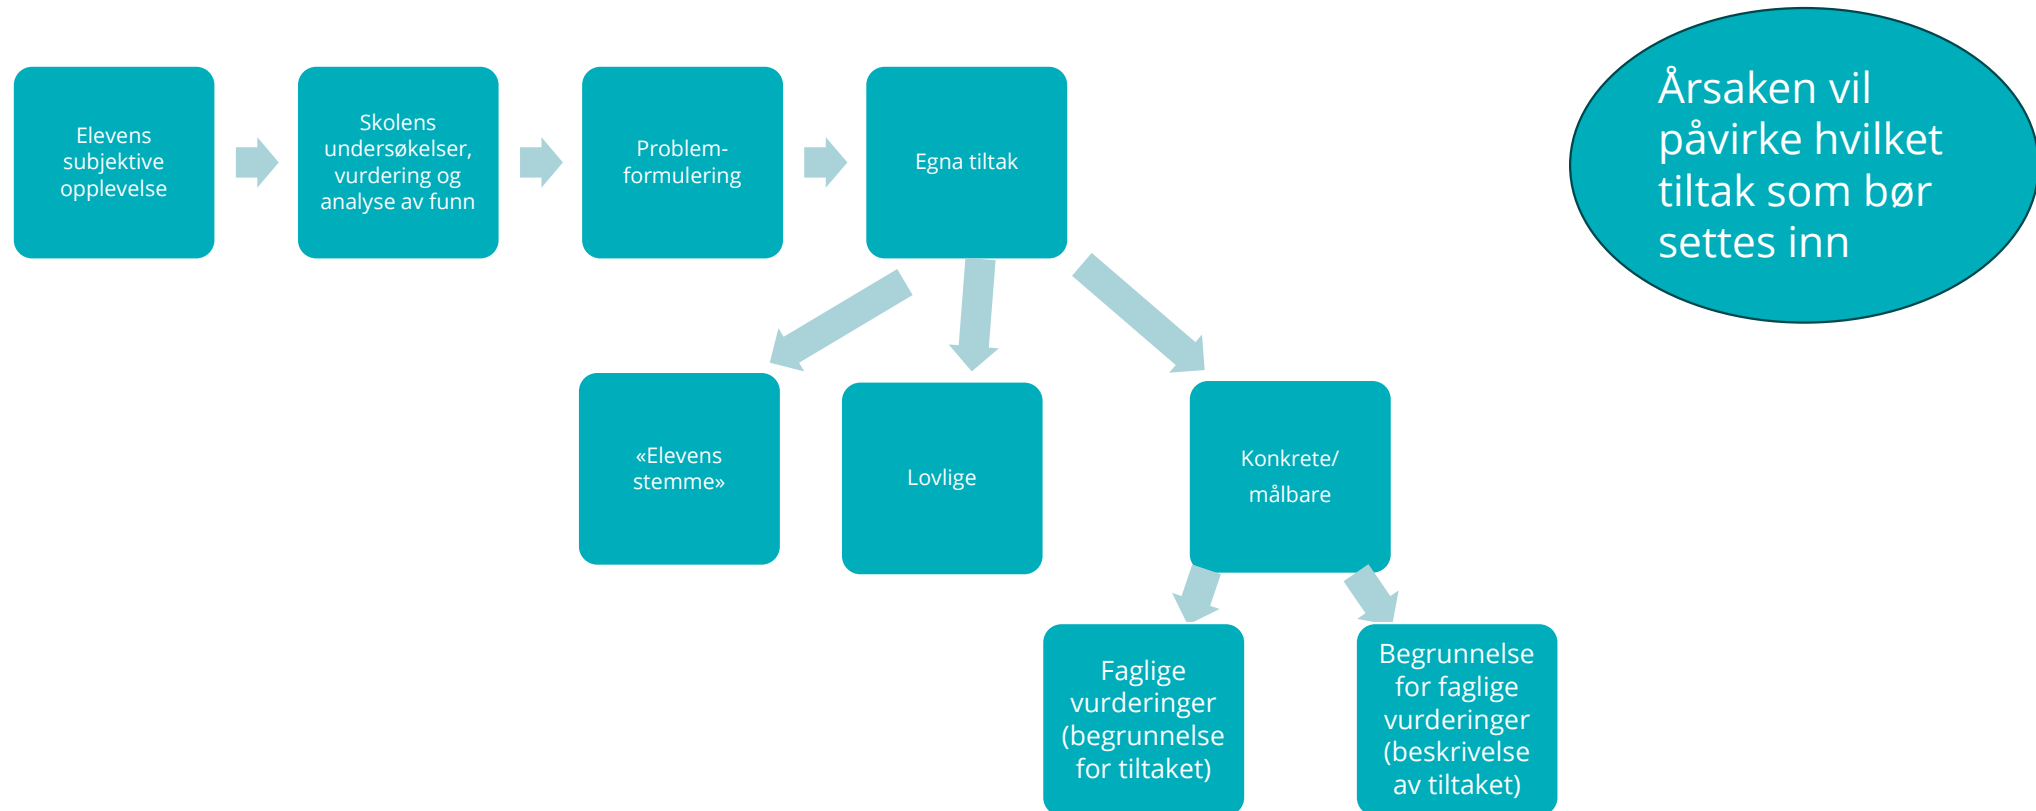 Elevens
subjektive
opplevelse
Skolens
undersøkelser,
vurdering og
analyse av funn
Problem-
formulering
Egna tiltak
Årsaken vil
påvirke hvilket
tiltak som bør
settes inn
«Elevens
stemme»
Lovlige
Konkrete/
målbare
Faglige
vurderinger
(begrunnelse
for tiltaket)
Begrunnelse
for faglige
vurderinger
(beskrivelse
av tiltaket)